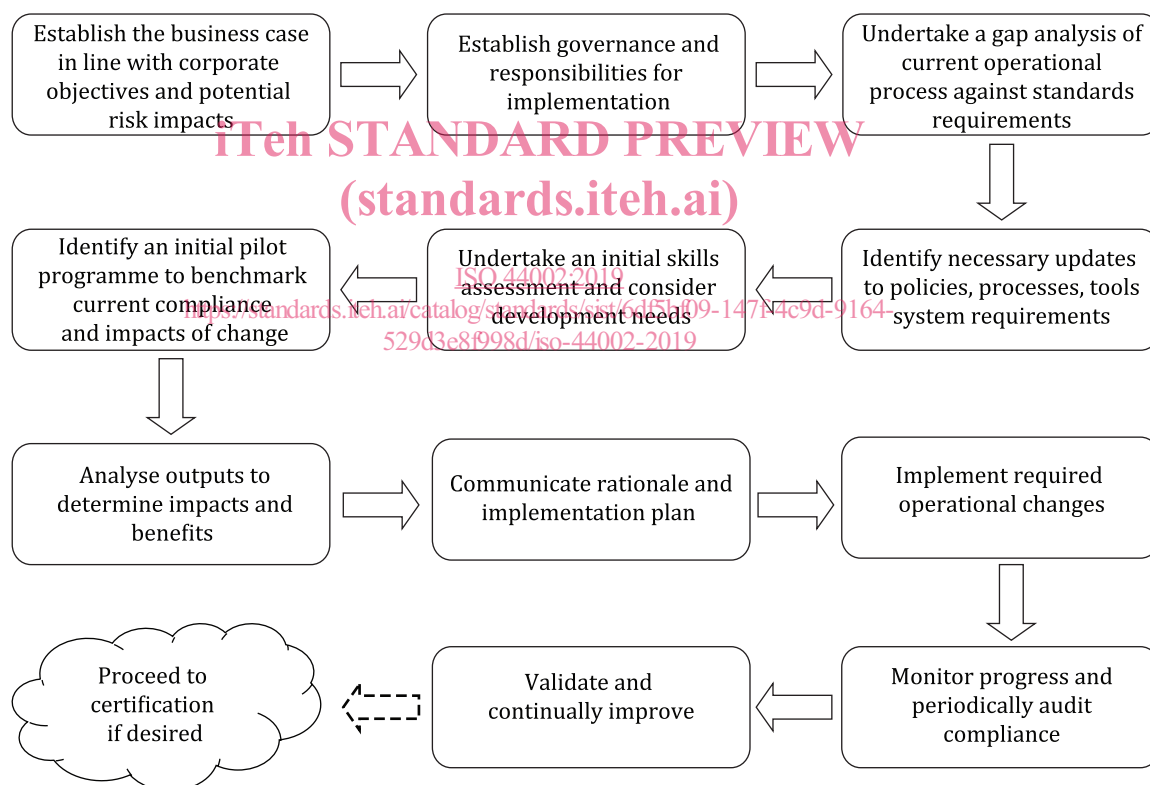 Establish the business case
in line with corporate
objectives and potential
risk impacts
Establish governance and
responsibilities for
implementation
Undertake a gap analysis of
current operational
process against standards
requirements
iTeh STANDARD PREVIEW
(standards.iteh.ai)
Identify necessary updates
to policies, processes, tools
system requirements
Undertake an initial skills
assessment and consider
development needs
ISO 44002:2019
https://standards.iteh.ai/catalog/standards/sist/6df5bf09-147f-4c9d-9164-
529d3e8f998d/iso-44002-2019
Identify an initial pilot
programme to benchmark
current compliance
and impacts of change
Analyse outputs to
determine impacts and
benefits
Communicate rationale and
implementation plan
Implement required
operational changes
Monitor progress and
periodically audit
compliance
Validate and
continually improve
Proceed to
certification
if desired